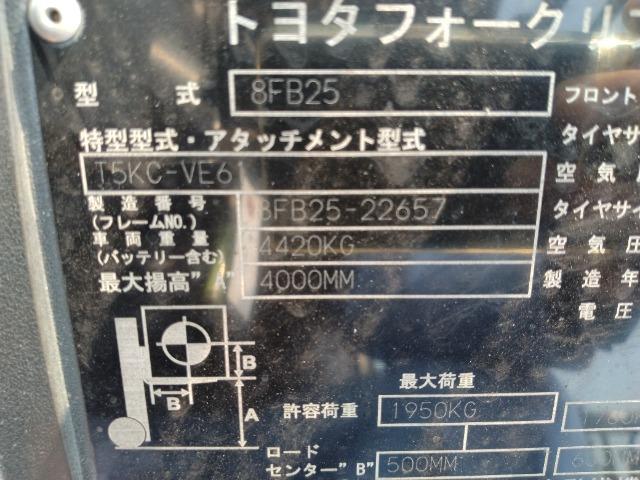 トヨタフォークリ
型 式 8FB25 フロント
特型型式・アタッチメント型式 タイヤサ
T5KC-VE6 空気
製造番号
(フレームNO.) 8FB25-22657 タイヤサイ
車両重量
(バッテリー含む) 4420KG 空気圧
最大揚高"A" 4000MM 製造年
電圧
B
B
A
最大荷重
許容荷重 1950KG
ロード
センター"B" 500MM